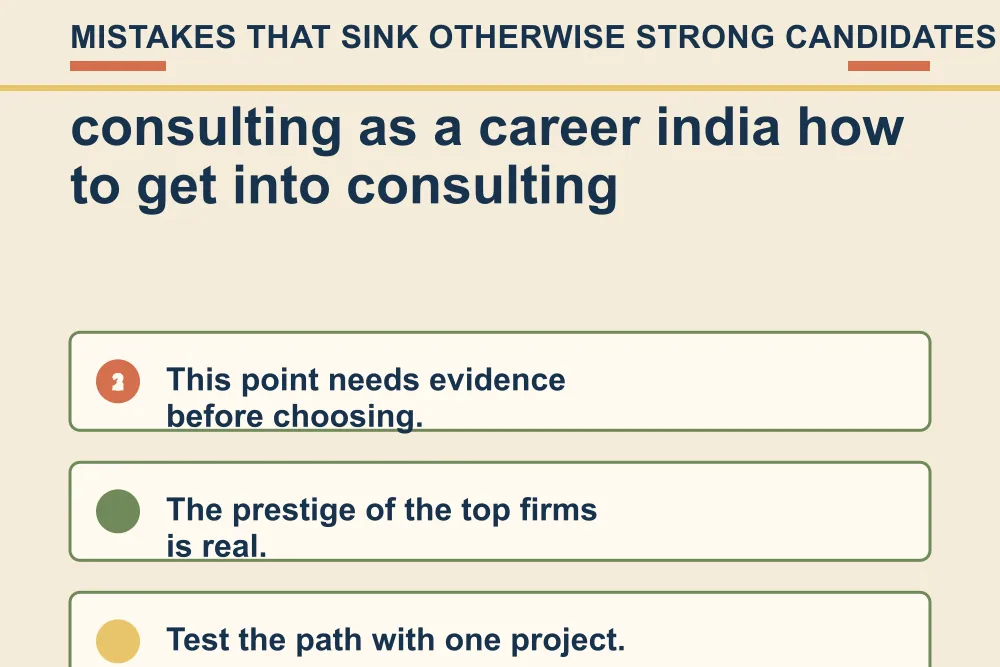 MISTAKES THAT SINK OTHERWISE STRONG CANDIDATES
consulting as a career india how
to get into consulting
This point needs evidence
before choosing.
The prestige of the top firms
is real.
Test the path with one project.